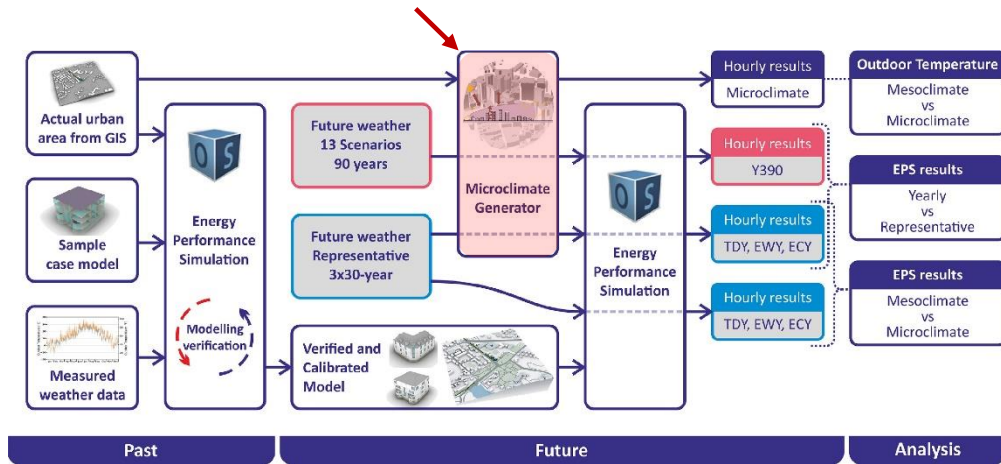 Actual urban
area from GIS
Sample
case model
Measured
weather data
O S
Energy
Performance
Simulation
Modelling
verification
Future weather
13 Scenarios
90 years
Future weather
Representative
3x30-year
Verified and
Calibrated
Model
Microclimate
Generator
O S
Energy
Performance
Simulation
Hourly results
Microclimate
Hourly results
Y390
Hourly results
TDY, EWY, ECY
Hourly results
TDY, EWY, ECY
Outdoor Temperature
Mesoclimate
vs
Microclimate
EPS results
Yearly
vs
Representative
EPS results
Mesoclimate
vs
Microclimate
Past
Future
Analysis